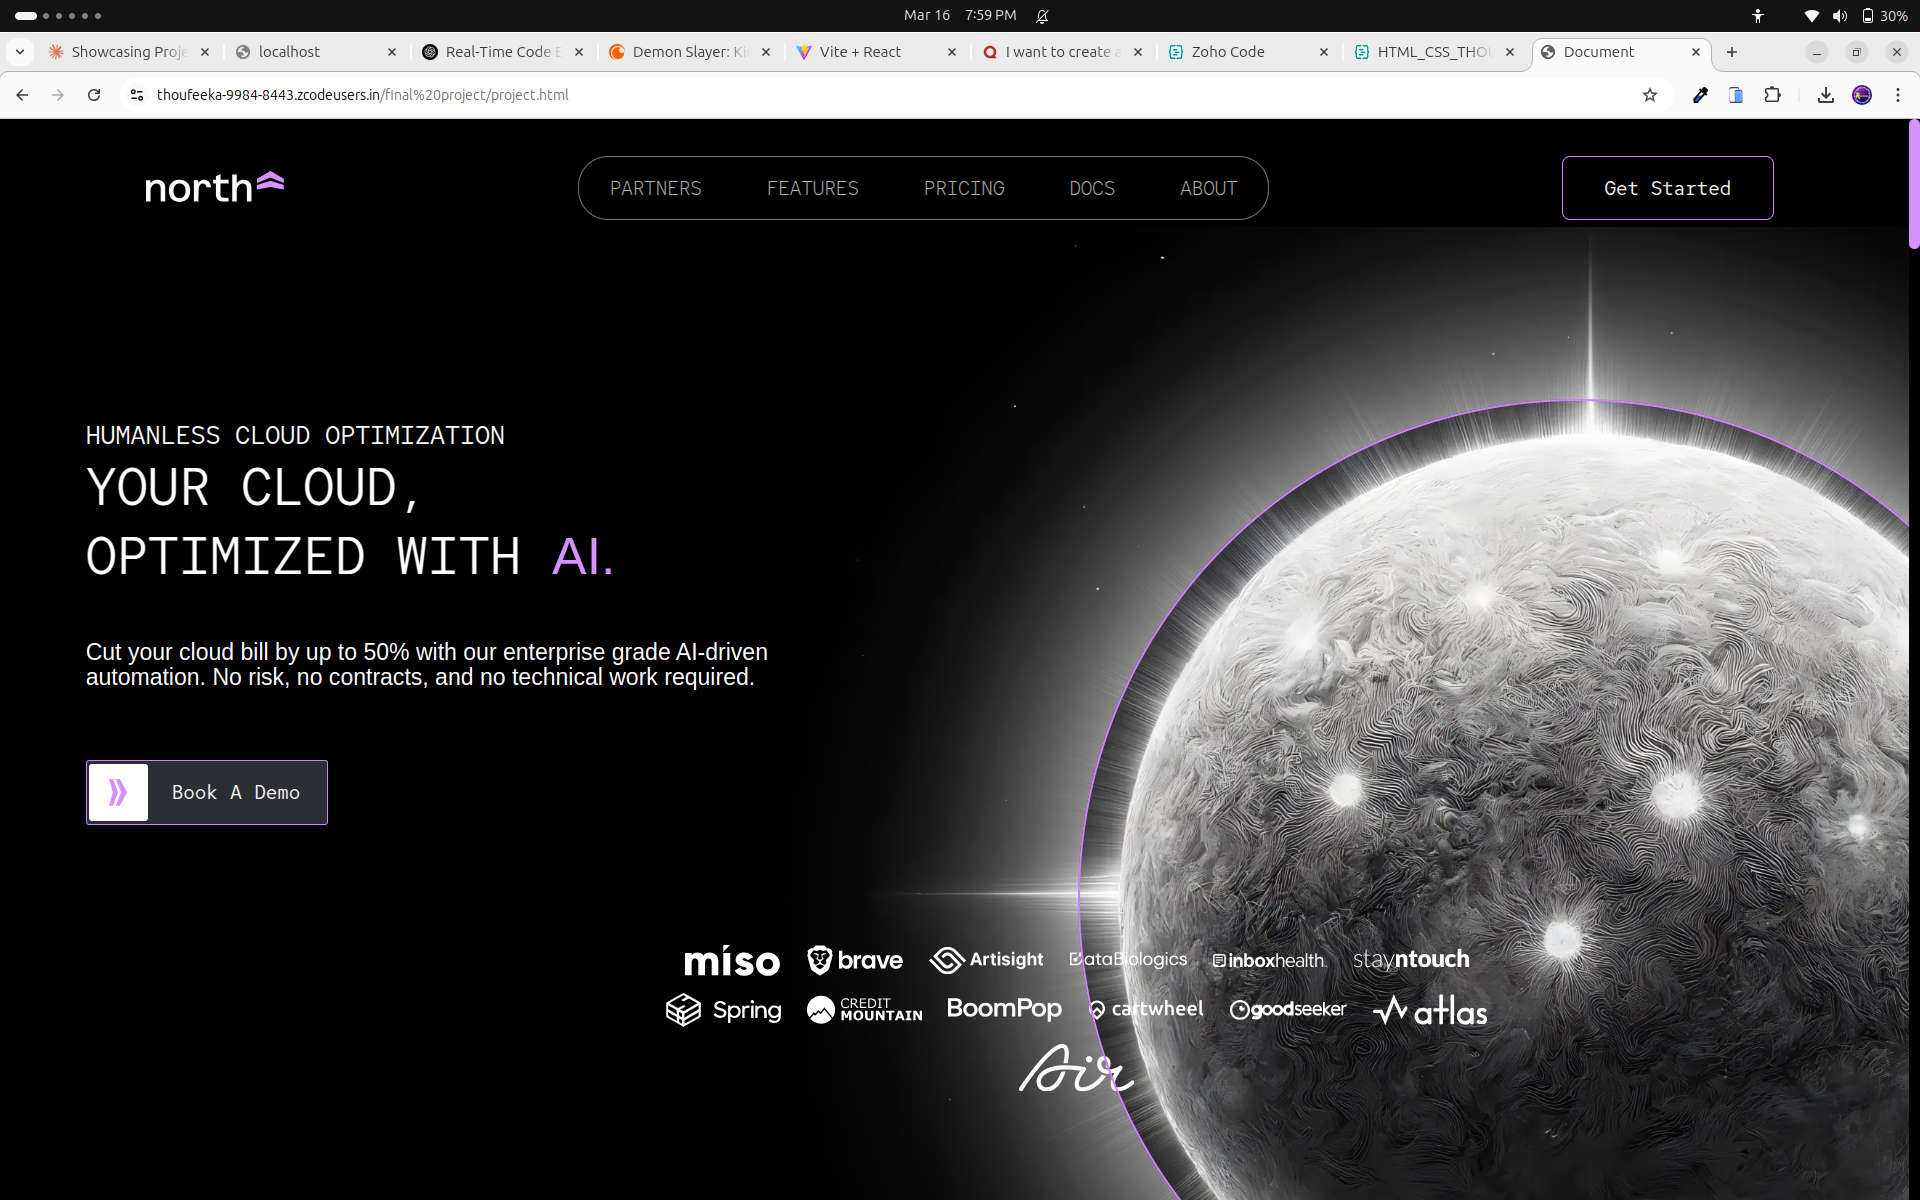 Mar 16 7:59 PM
30%
Showcasing Proje
localhost
Real-Time Code E
Demon Slayer: Ki
Vite + React
I want to create a
Zoho Code
HTML_CSS_THOU
Document
thoufeeka-9984-8443.zcodeusers.in/final%20project/project.html
north
PARTNERS
FEATURES
PRICING
DOCS
ABOUT
Get Started
HUMANLESS CLOUD OPTIMIZATION
YOUR CLOUD,
OPTIMIZED WITH AI.
Cut your cloud bill by up to 50% with our enterprise grade AI-driven
automation. No risk, no contracts, and no technical work required.
Book A Demo
miso brave Artisight DataBiologics inboxhealth stayntouch
Spring CREDIT MOUNTAIN BoomPop cartwheel goodseeker atlas
Air